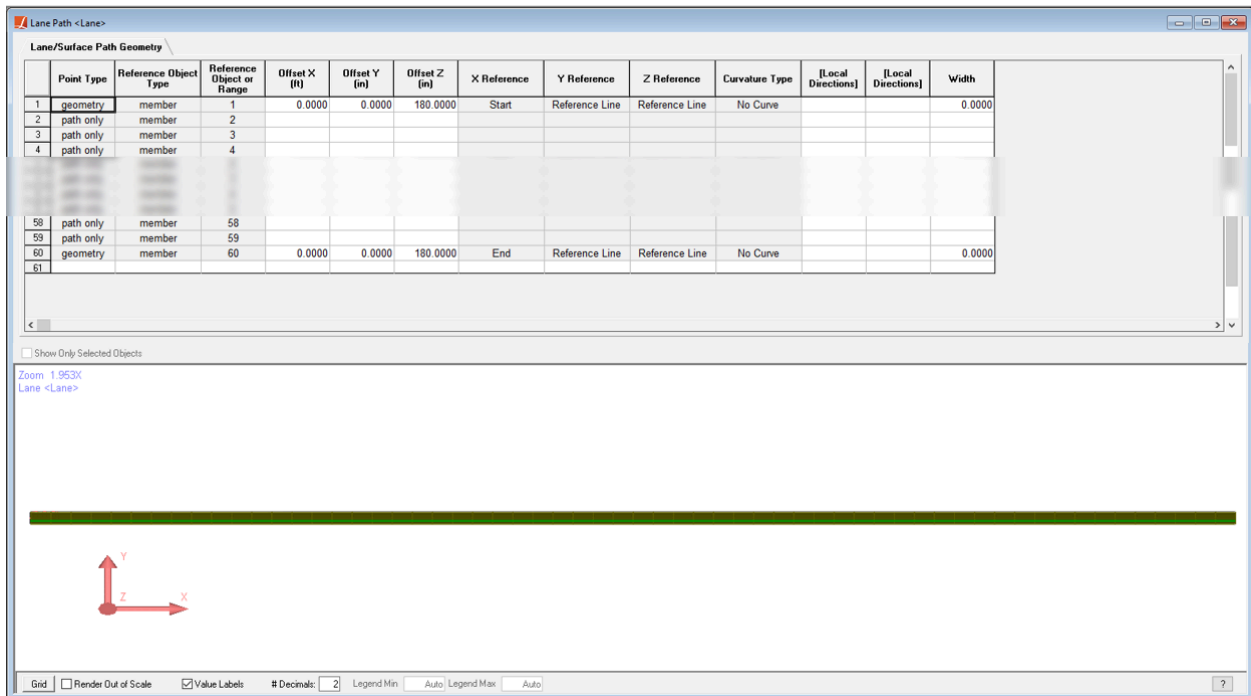 Lane Path <Lane>
Lane/Surface Path Geometry
Point Type Reference Object Type Reference Object or Range Offset X (ft) Offset Y (in) Offset Z (in) X Reference Y Reference Z Reference Curvature Type [Local Directions] [Local Directions] Width
1 geometry member 1 0.0000 0.0000 180.0000 Start Reference Line Reference Line No Curve 0.0000
2 path only member 2
3 path only member 3
4 path only member 4
58 path only member 58
59 path only member 59
60 geometry member 60 0.0000 0.0000 180.0000 End Reference Line Reference Line No Curve 0.0000
61
Show Only Selected Objects
Zoom 1.953X
Lane <Lane>
Y
Z X
Grid Render Out of Scale Value Labels # Decimals: 2 Legend Min Auto Legend Max Auto ?